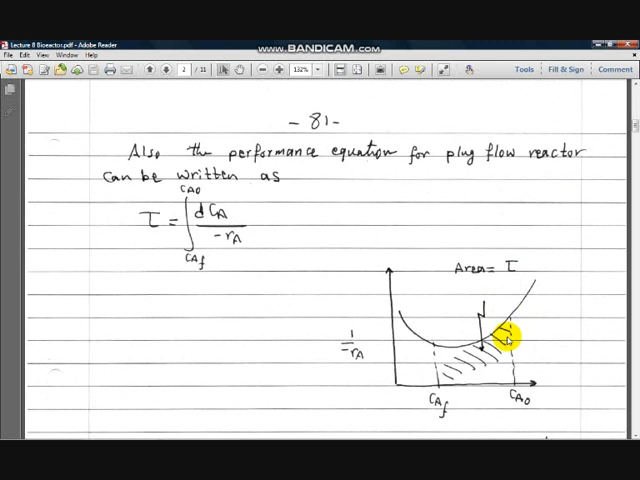 WWW.BANDICAM.COM
Lecture 8 Bioreactor.pdf - Adobe Reader
File Edit View Window Help
2 / 11 132% Tools Fill & Sign Comment
- 81 -
Also the performance equation for plug flow reactor
can be written as
CA0
τ = ∫ dCA
-rA
CAf
Area = τ
1
-rA
CAf CA0